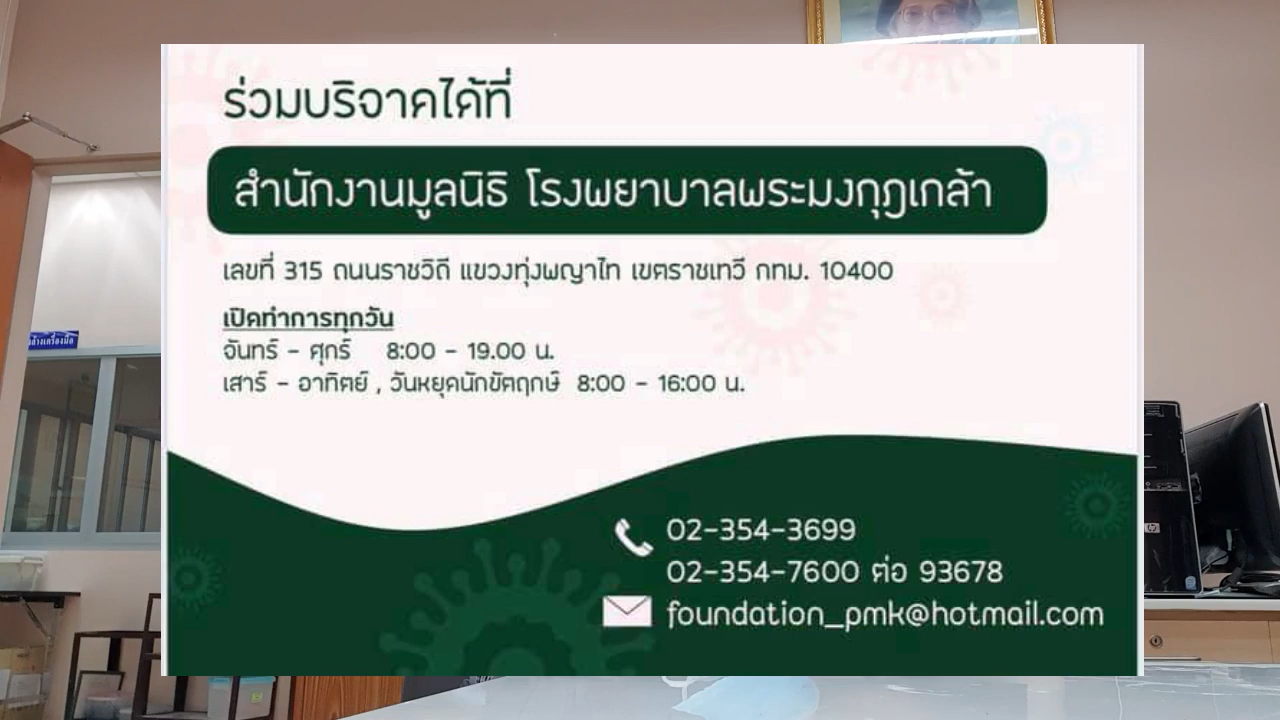 ร่วมบริจาคได้ที่
สำนักงานมูลนิธิ โรงพยาบาลพระมงกุฎเกล้า
เลขที่ 315 ถนนราชวิถี แขวงทุ่งพญาไท เขตราชเทวี กทม. 10400
เปิดทำการทุกวัน
จันทร์ - ศุกร์ 8:00 - 19.00 น.
เสาร์ - อาทิตย์ , วันหยุดนักขัตฤกษ์ 8:00 - 16:00 น.
02-354-3699
02-354-7600 ต่อ 93678
foundation_pmk@hotmail.com
hp